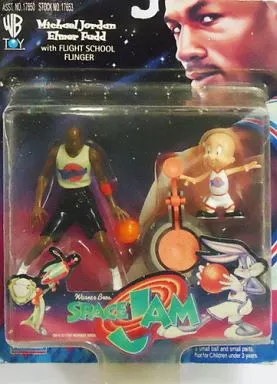 ASST. NO. 17650 STOCK NO. 17653
WB
TOY
Michael Jordan
Elmer Fudd
with FLIGHT SCHOOL
FLINGER
Warner Bros.
SPACE JAM
small ball and small parts.
Not for Children under 3 years.